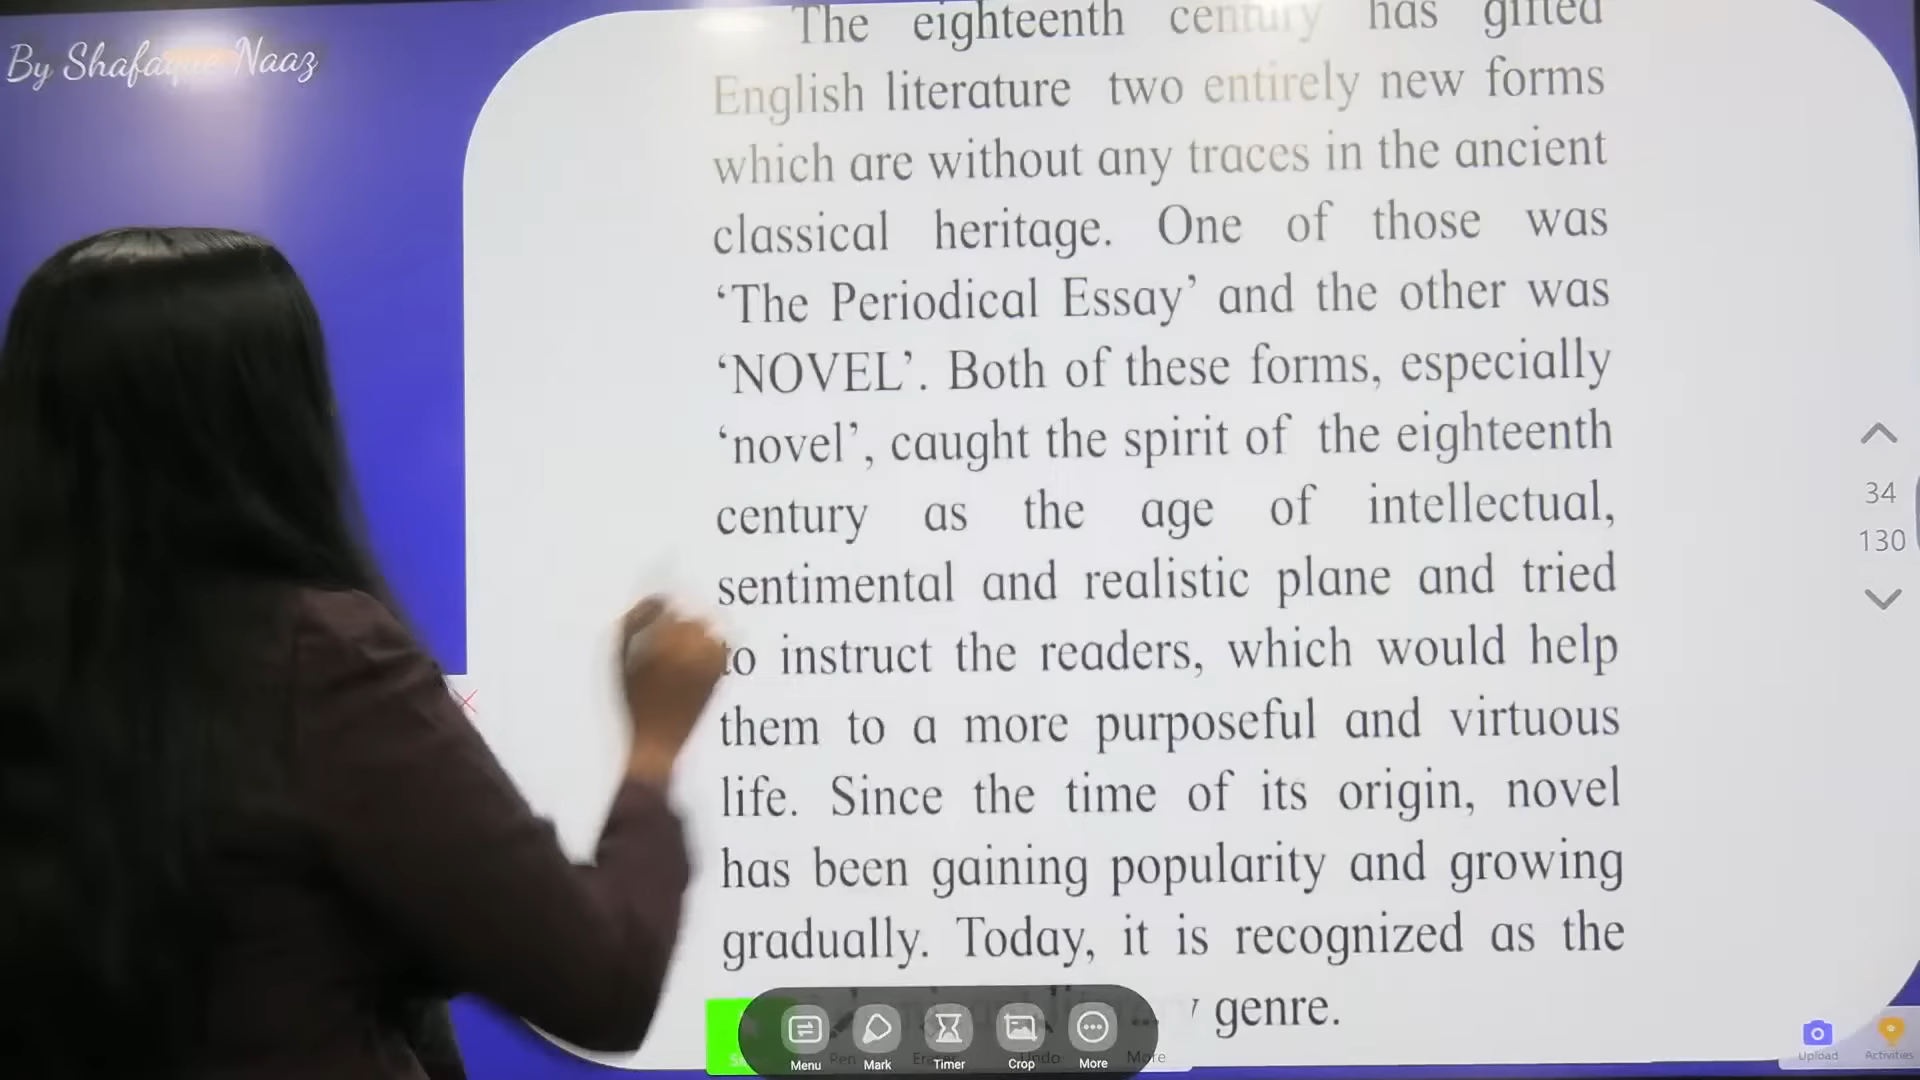 By Shafaque Naaz
The eighteenth century has gifted
English literature two entirely new forms
which are without any traces in the ancient
classical heritage. One of those was
‘The Periodical Essay’ and the other was
‘NOVEL’. Both of these forms, especially
‘novel’, caught the spirit of the eighteenth
century as the age of intellectual,
sentimental and realistic plane and tried
to instruct the readers, which would help
them to a more purposeful and virtuous
life. Since the time of its origin, novel
has been gaining popularity and growing
gradually. Today, it is recognized as the
genre.
34
130
Menu Mark Timer Crop More
Pen Undo More
Upload Activities